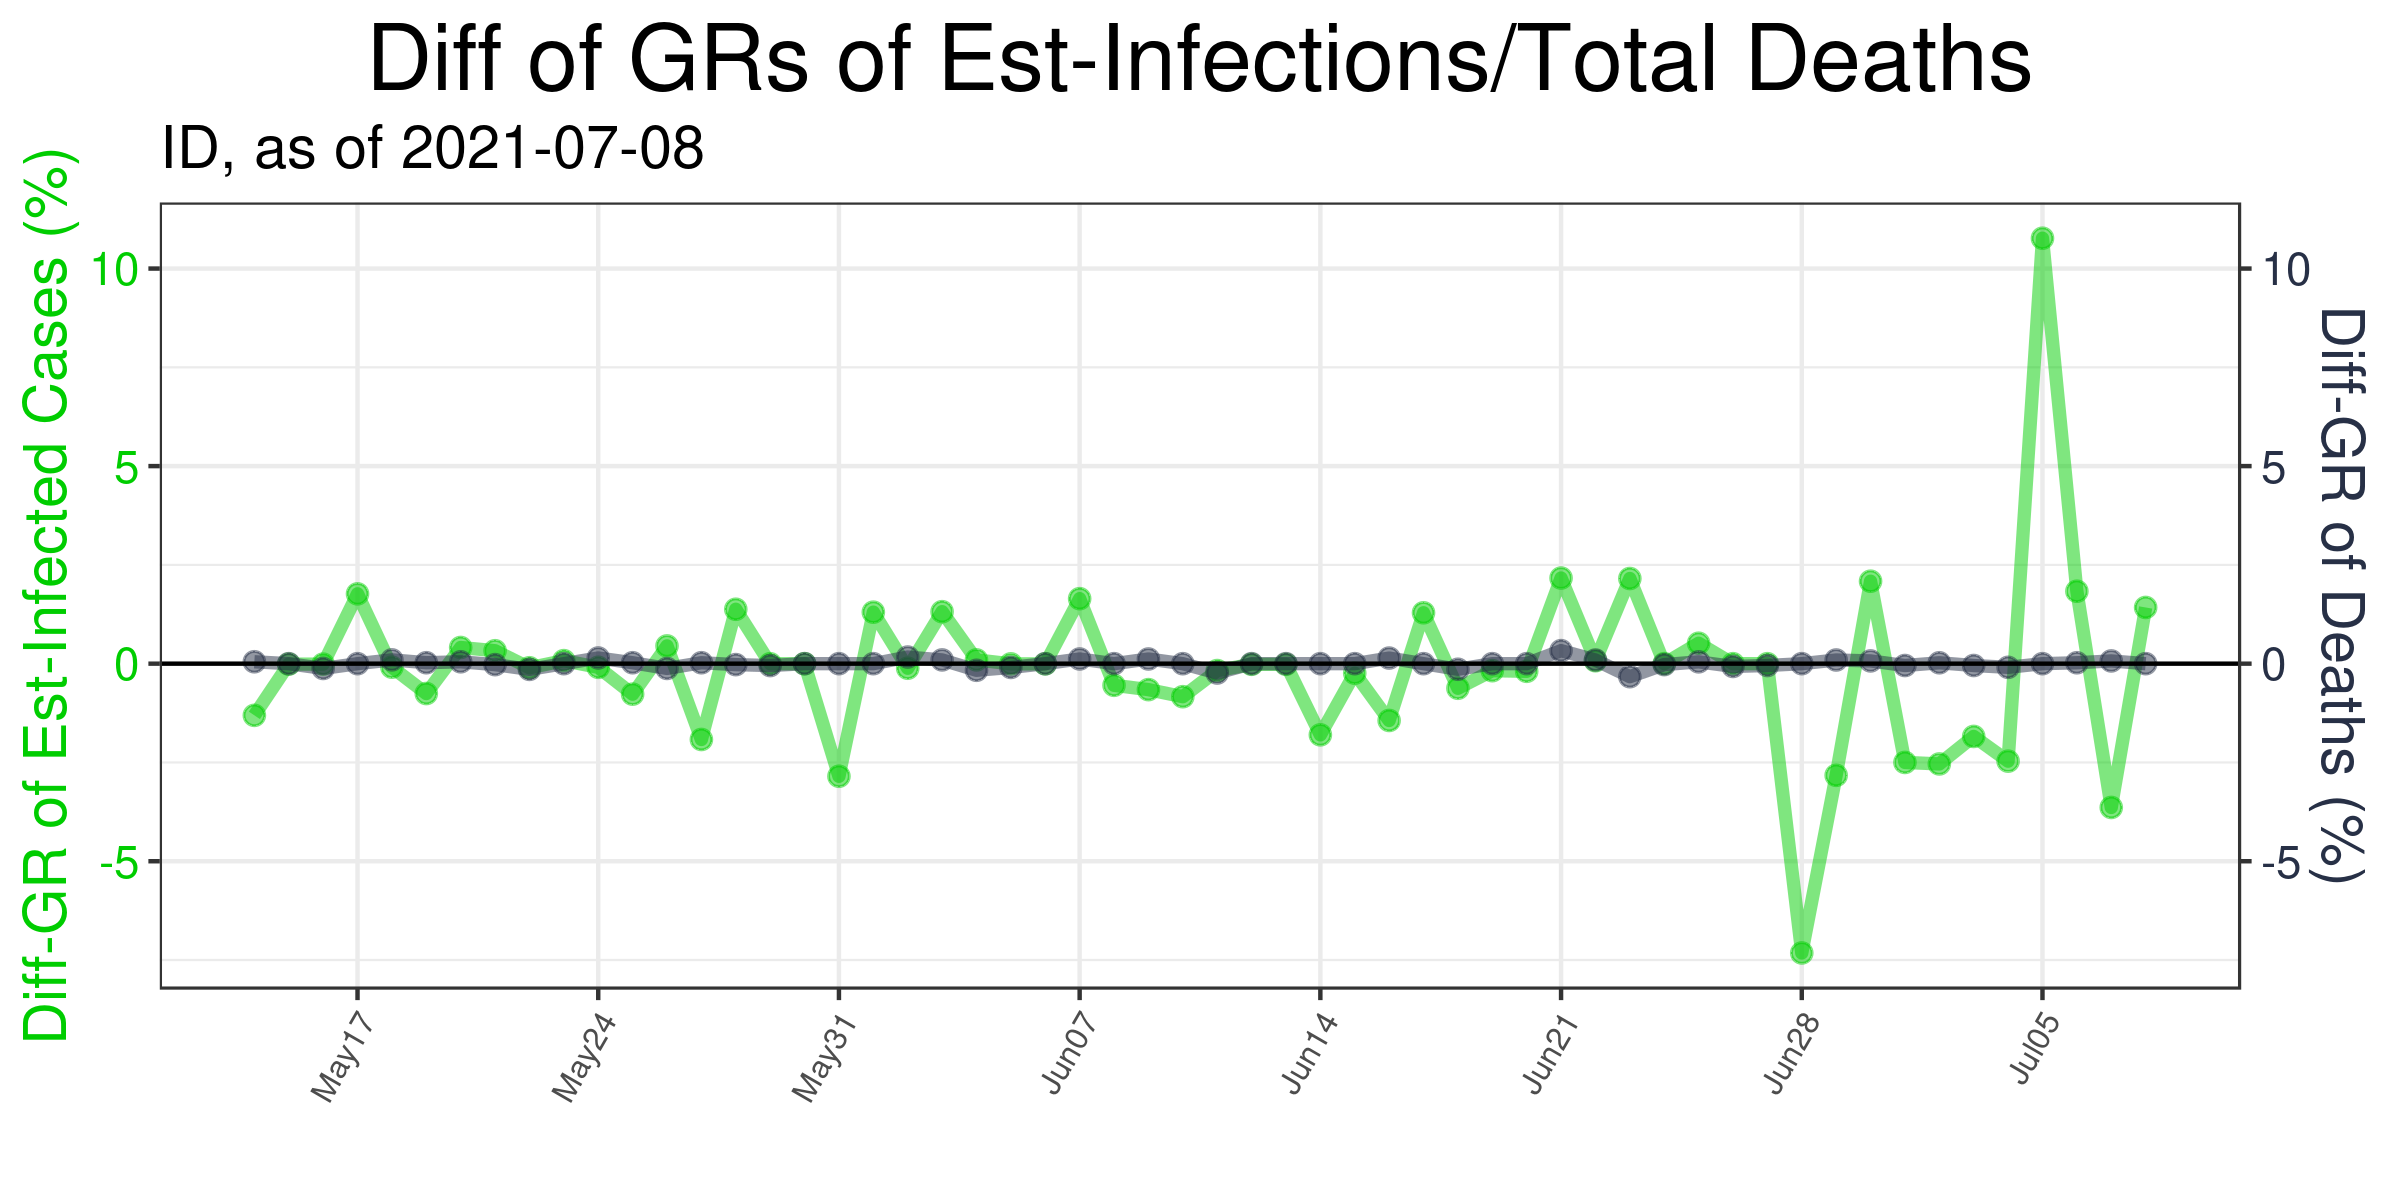 Diff of GRs of Est-Infections/Total Deaths
ID, as of 2021-07-08
Diff-GR of Est-Infected Cases (%)
10
5
0
-5
10
5
0
-5
Diff-GR of Deaths (%)
May17
May24
May31
Jun07
Jun14
Jun21
Jun28
Jul05